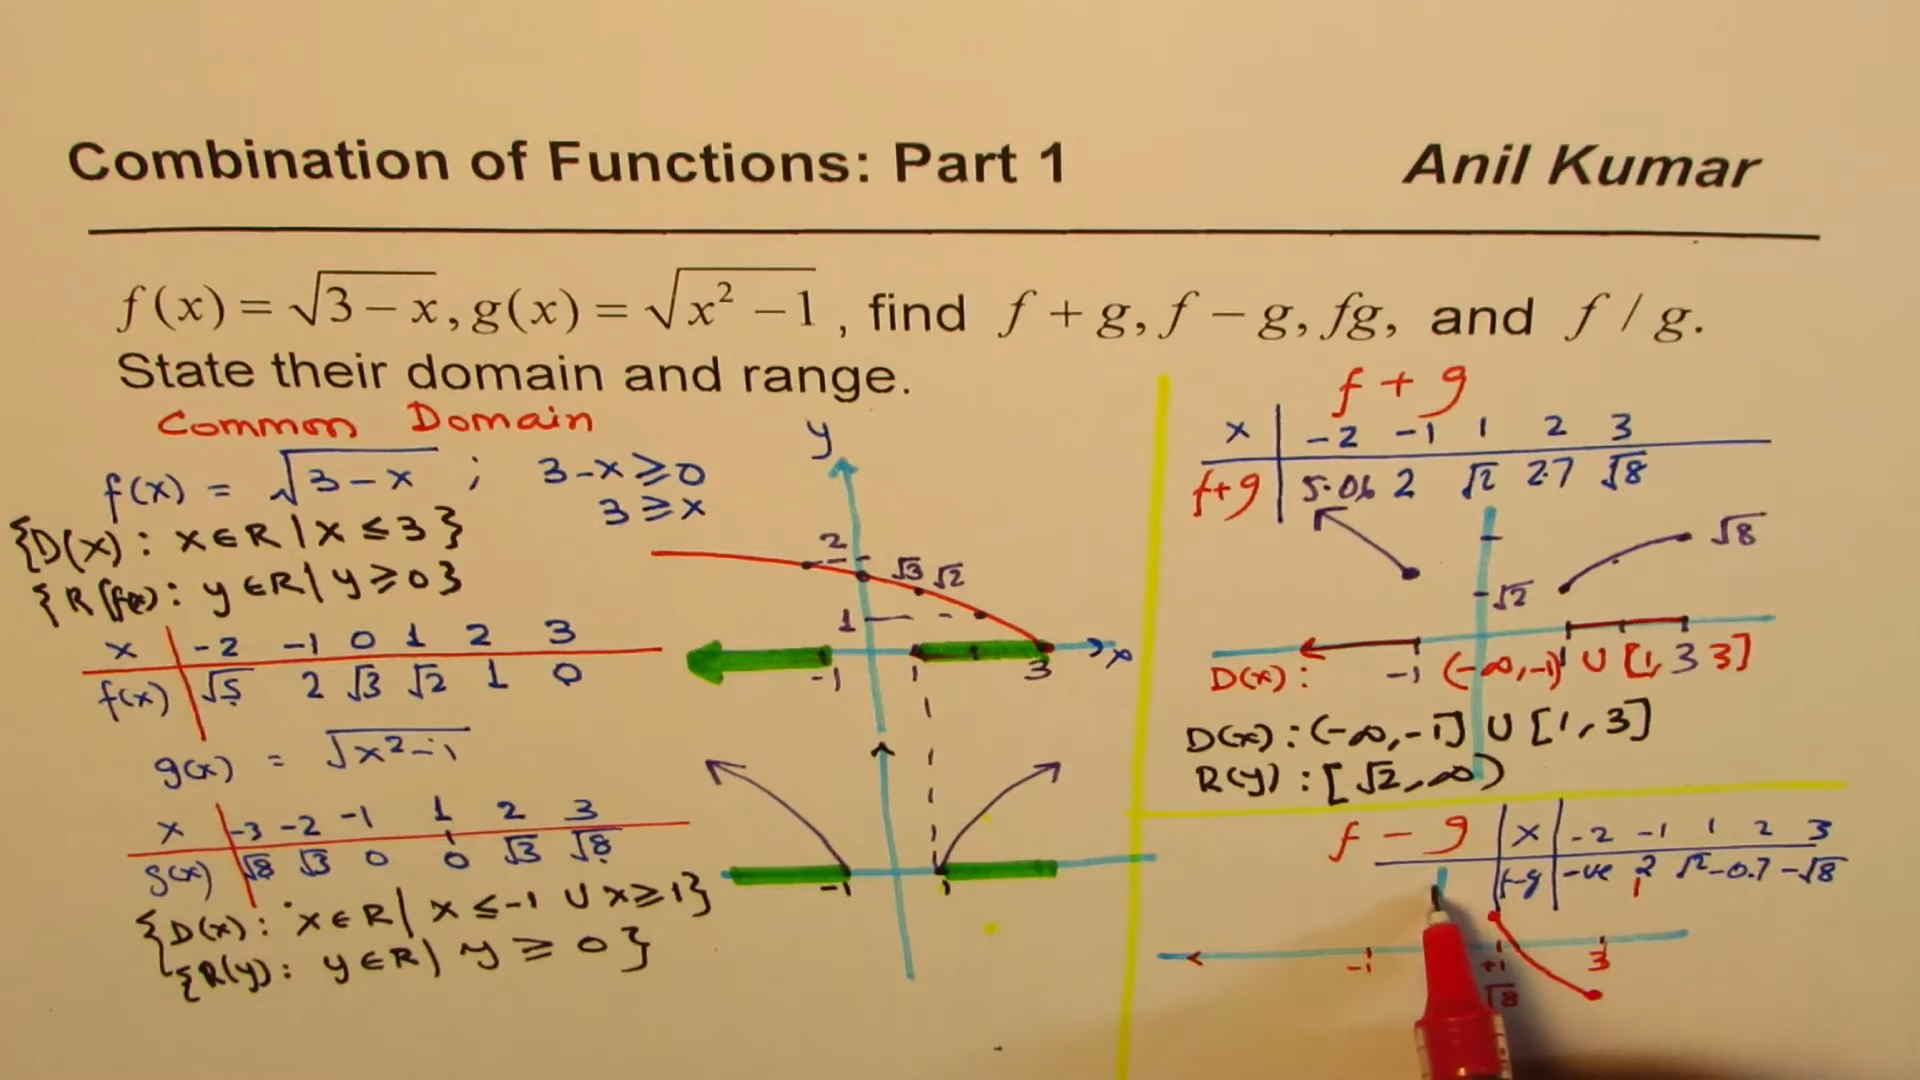 Combination of Functions: Part 1 Anil Kumar
f(x) = √3 − x, g(x) = √x² − 1, find f + g, f − g, fg, and f / g.
State their domain and range.
Common Domain
f(x) = √3 − x ; 3 − x ≥ 0
3 ≥ x
{D(x) : x ∈ R | x ≤ 3}
: y ∈ R | y ≥ 0}
x | -2 -1 0 1 2 3
f(x) | √5 2 √3 √2 1 0
g(x) = √x² − 1
x | -3 -2 -1 1 2 3
g(x) | √8 √3 0 0 √3 √8
{D(x) : x ∈ R | x ≤ -1 ∪ x ≥ 1}
{R(y) : y ∈ R | y ≥ 0}
y
2 √3 √2
1
-1 1 3 x
-1 1
f + g
x | -2 -1 1 2 3
f+g | 5.06 2 √2 2.7 √8
√8
√2
D(x) : -1 (-∞, -1) ∪ [1, 3 3]
D(x) : (-∞, -1] ∪ [1, 3]
R(y) : [√2, ∞)
f − g | x | -2 -1 1 2 3
f-g | -ve 2 √2 -0.7 -√8
-1 +1 3
√8